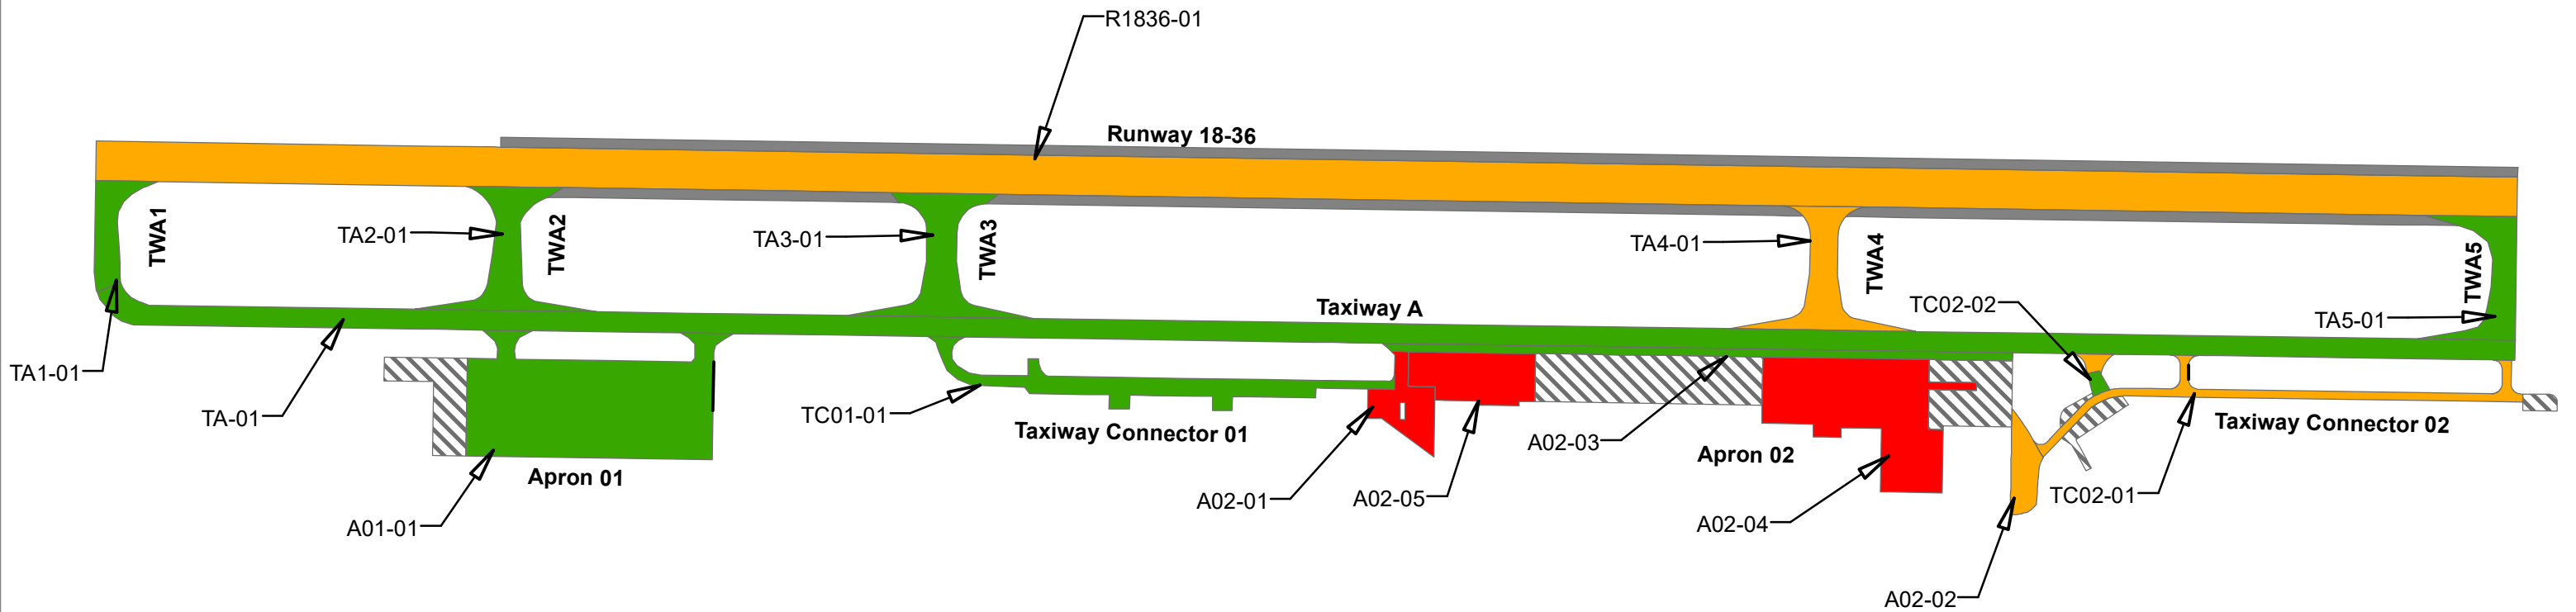 R1836-01
Runway 18-36
TWA1
TA2-01
TWA2
TA3-01
TWA3
TA4-01
TWA4
TWA5
Taxiway A
TC02-02
TA5-01
TA1-01
TA-01
TC01-01
Taxiway Connector 01
A02-03
Apron 02
Taxiway Connector 02
Apron 01
A02-01
A02-05
TC02-01
A01-01
A02-04
A02-02